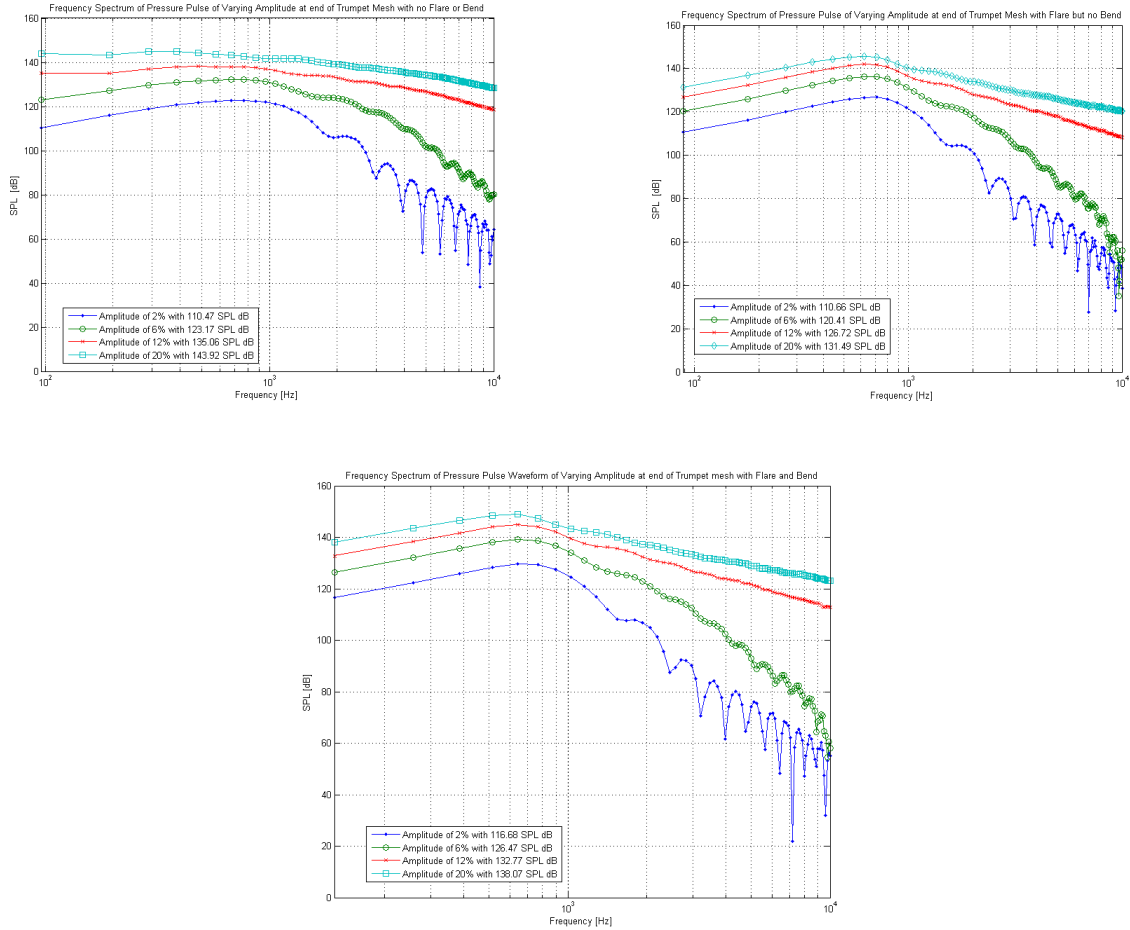 Frequency Spectrum of Pressure Pulse of Varying Amplitude at end of Trumpet Mesh with no Flare or Bend
160
140
120
100
80
60
40
20
0
SPL [dB]
10^2
10^3
10^4
Frequency [Hz]
Amplitude of 2% with 110.47 SPL dB
Amplitude of 6% with 123.17 SPL dB
Amplitude of 12% with 135.06 SPL dB
Amplitude of 20% with 143.92 SPL dB
Frequency Spectrum of Pressure Pulse of Varying Amplitude at end of Trumpet Mesh with Flare but no Bend
160
140
120
100
80
60
40
20
0
SPL [dB]
10^2
10^3
10^4
Frequency [Hz]
Amplitude of 2% with 110.66 SPL dB
Amplitude of 6% with 120.41 SPL dB
Amplitude of 12% with 126.72 SPL dB
Amplitude of 20% with 131.49 SPL dB
Frequency Spectrum of Pressure Pulse Waveform of Varying Amplitude at end of Trumpet mesh with Flare and Bend
160
140
120
100
80
60
40
20
0
SPL [dB]
10^3
10^4
Frequency [Hz]
Amplitude of 2% with 116.68 SPL dB
Amplitude of 6% with 126.47 SPL dB
Amplitude of 12% with 132.77 SPL dB
Amplitude of 20% with 138.07 SPL dB